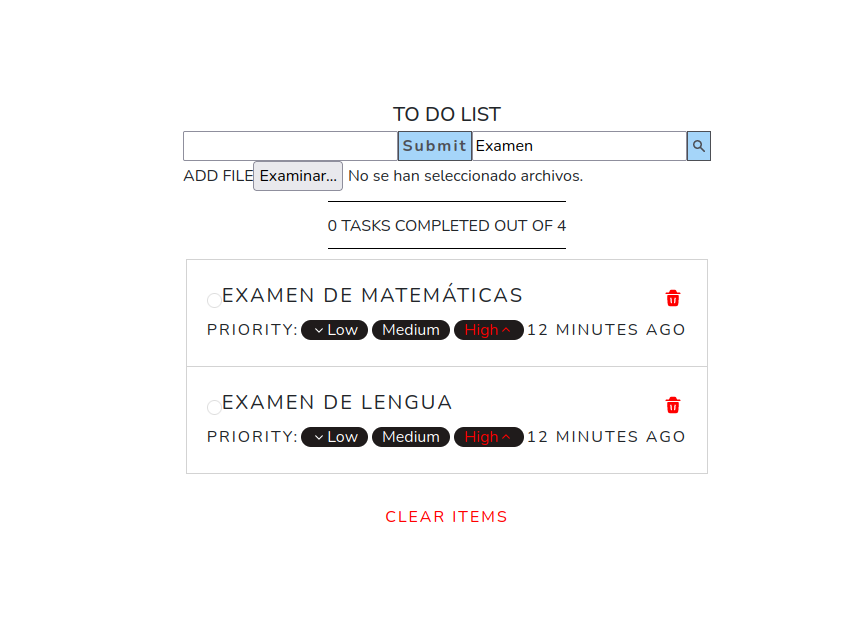 TO DO LIST
Submit Examen
ADD FILE Examinar... No se han seleccionado archivos.
0 TASKS COMPLETED OUT OF 4
EXAMEN DE MATEMÁTICAS
PRIORITY: Low Medium High 12 MINUTES AGO
EXAMEN DE LENGUA
PRIORITY: Low Medium High 12 MINUTES AGO
CLEAR ITEMS